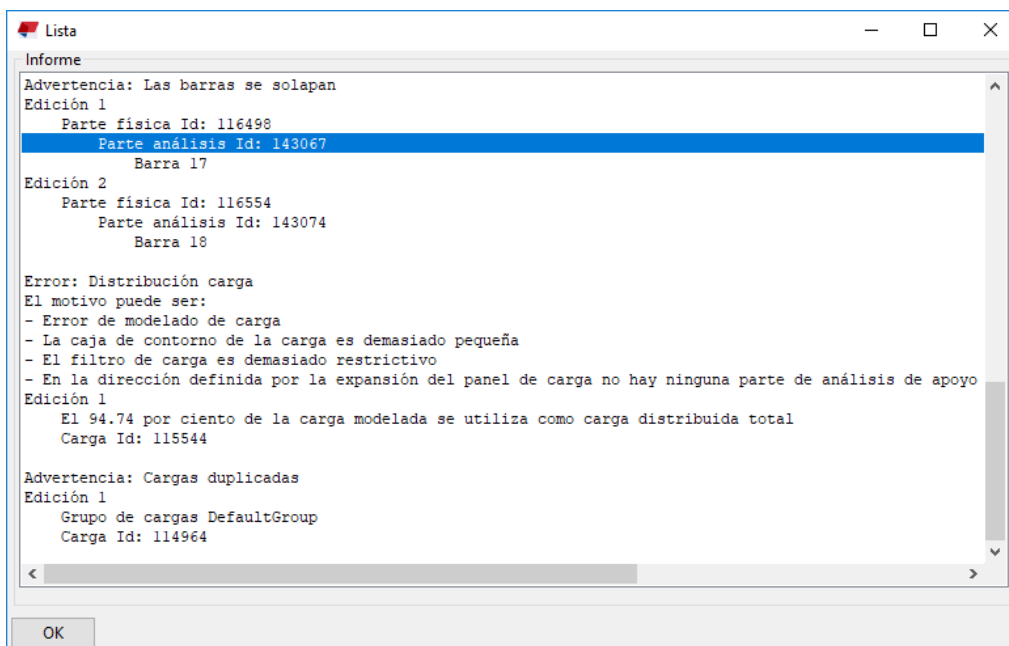 Lista
Informe
Advertencia: Las barras se solapan
Edición 1
Parte física Id: 116498
Parte análisis Id: 143067
Barra 17
Edición 2
Parte física Id: 116554
Parte análisis Id: 143074
Barra 18
Error: Distribución carga
El motivo puede ser:
- Error de modelado de carga
- La caja de contorno de la carga es demasiado pequeña
- El filtro de carga es demasiado restrictivo
- En la dirección definida por la expansión del panel de carga no hay ninguna parte de análisis de apoyo
Edición 1
El 94.74 por ciento de la carga modelada se utiliza como carga distribuida total
Carga Id: 115544
Advertencia: Cargas duplicadas
Edición 1
Grupo de cargas DefaultGroup
Carga Id: 114964
OK